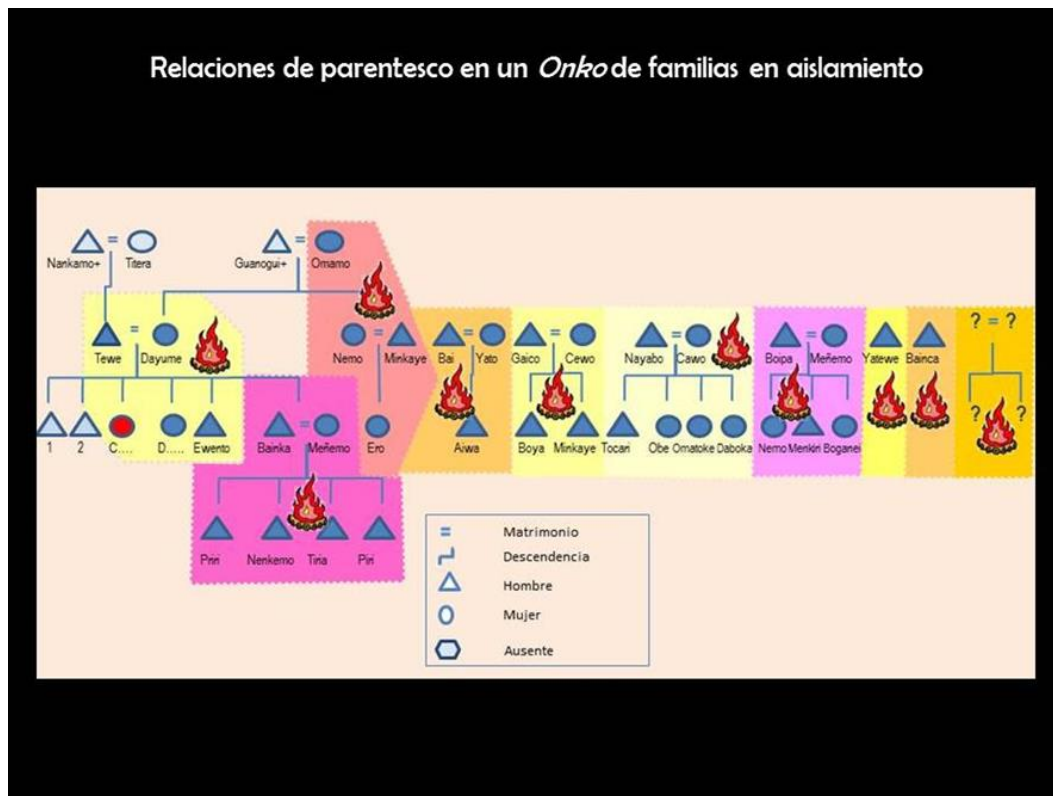 Relaciones de parentesco en un Onko de familias en aislamiento
Nankamo+ = Titera
Guanogui+ = Omamo
Tewe = Dayume
Nemo = Minkaye
Bai = Yato
Gaico = Cewo
Nayabo = Cawo
Boipa = Meñemo
Yatewe Bainca
? = ?
1 2 C.... D..... Ewento
Bainka = Meñemo
Ero
Aiwa
Boya Minkaye
Tocari Obe Omatoke Daboka
Nemo Menkiri Boganei
? ?
Piriri Nenkemo Tiria Piri
= Matrimonio
Descendencia
Hombre
Mujer
Ausente